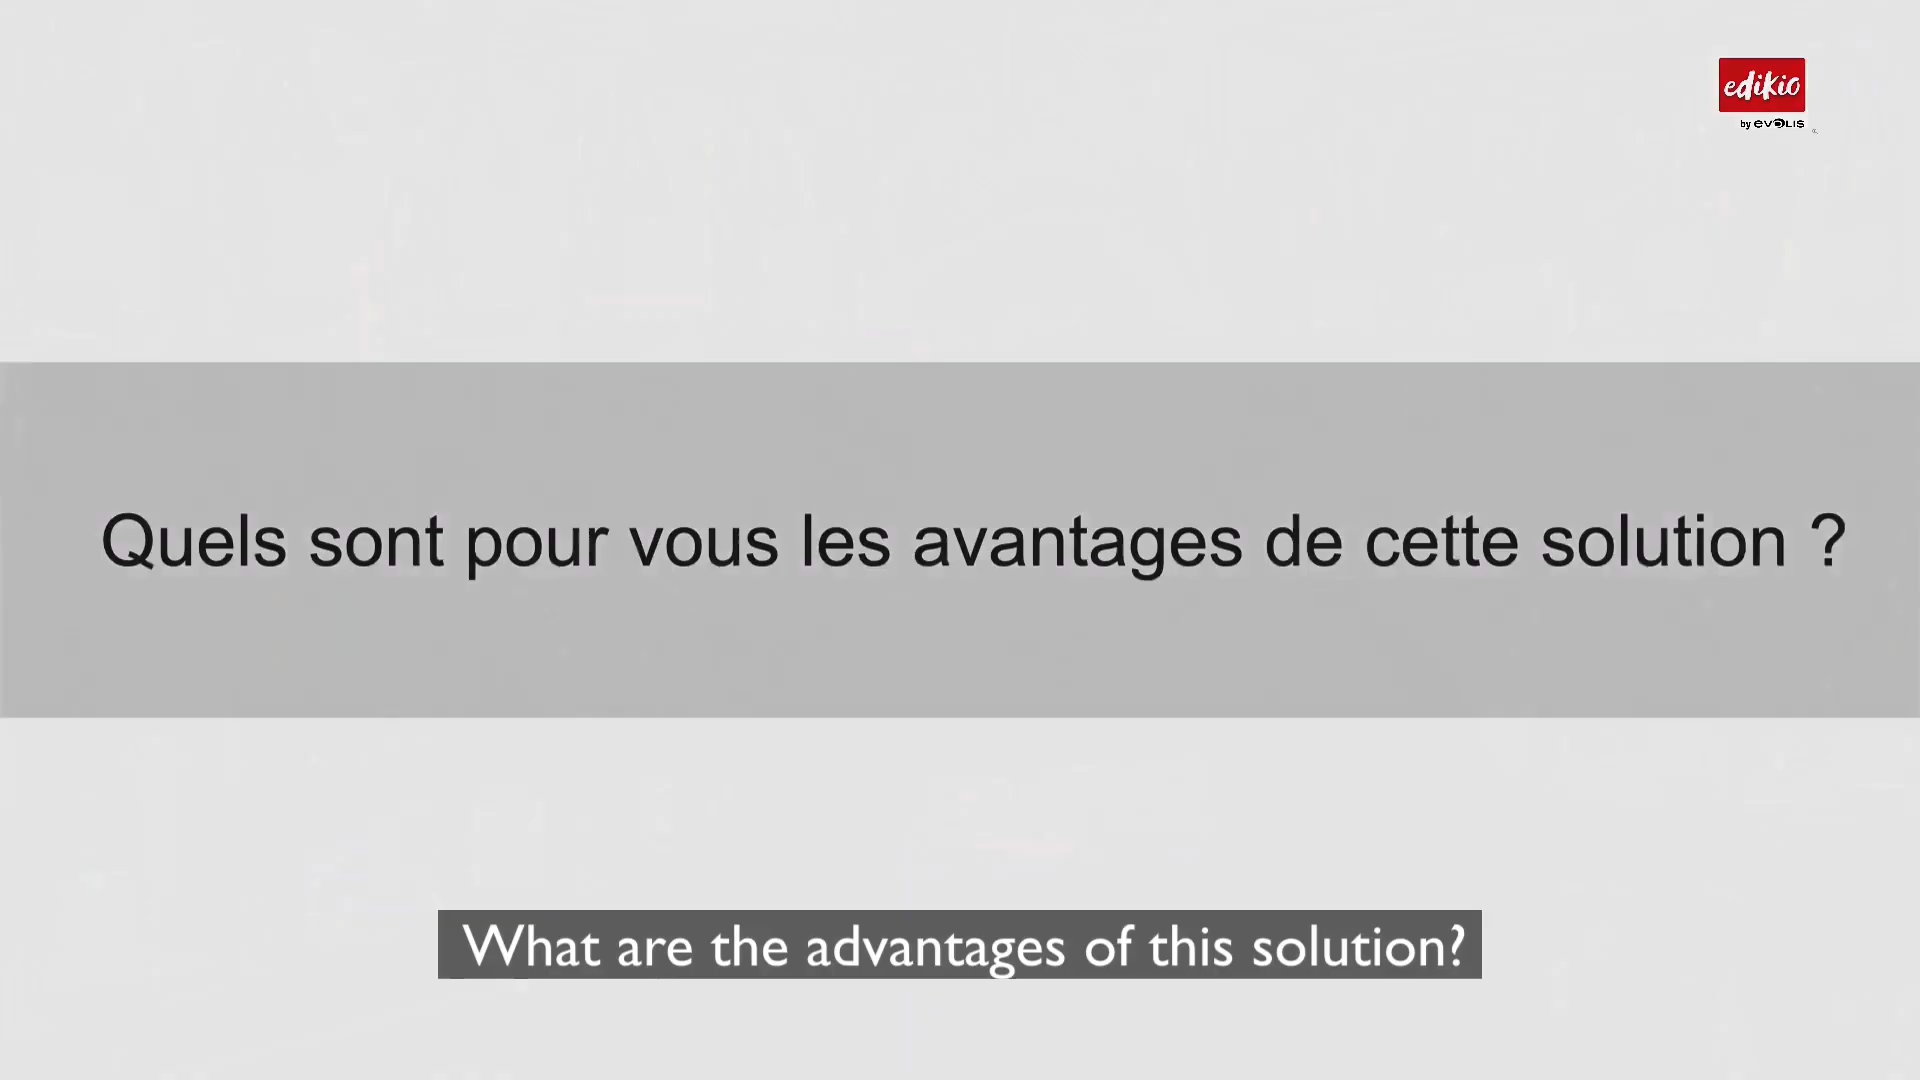 edikio
by EVOLIS
Quels sont pour vous les avantages de cette solution ?
What are the advantages of this solution?